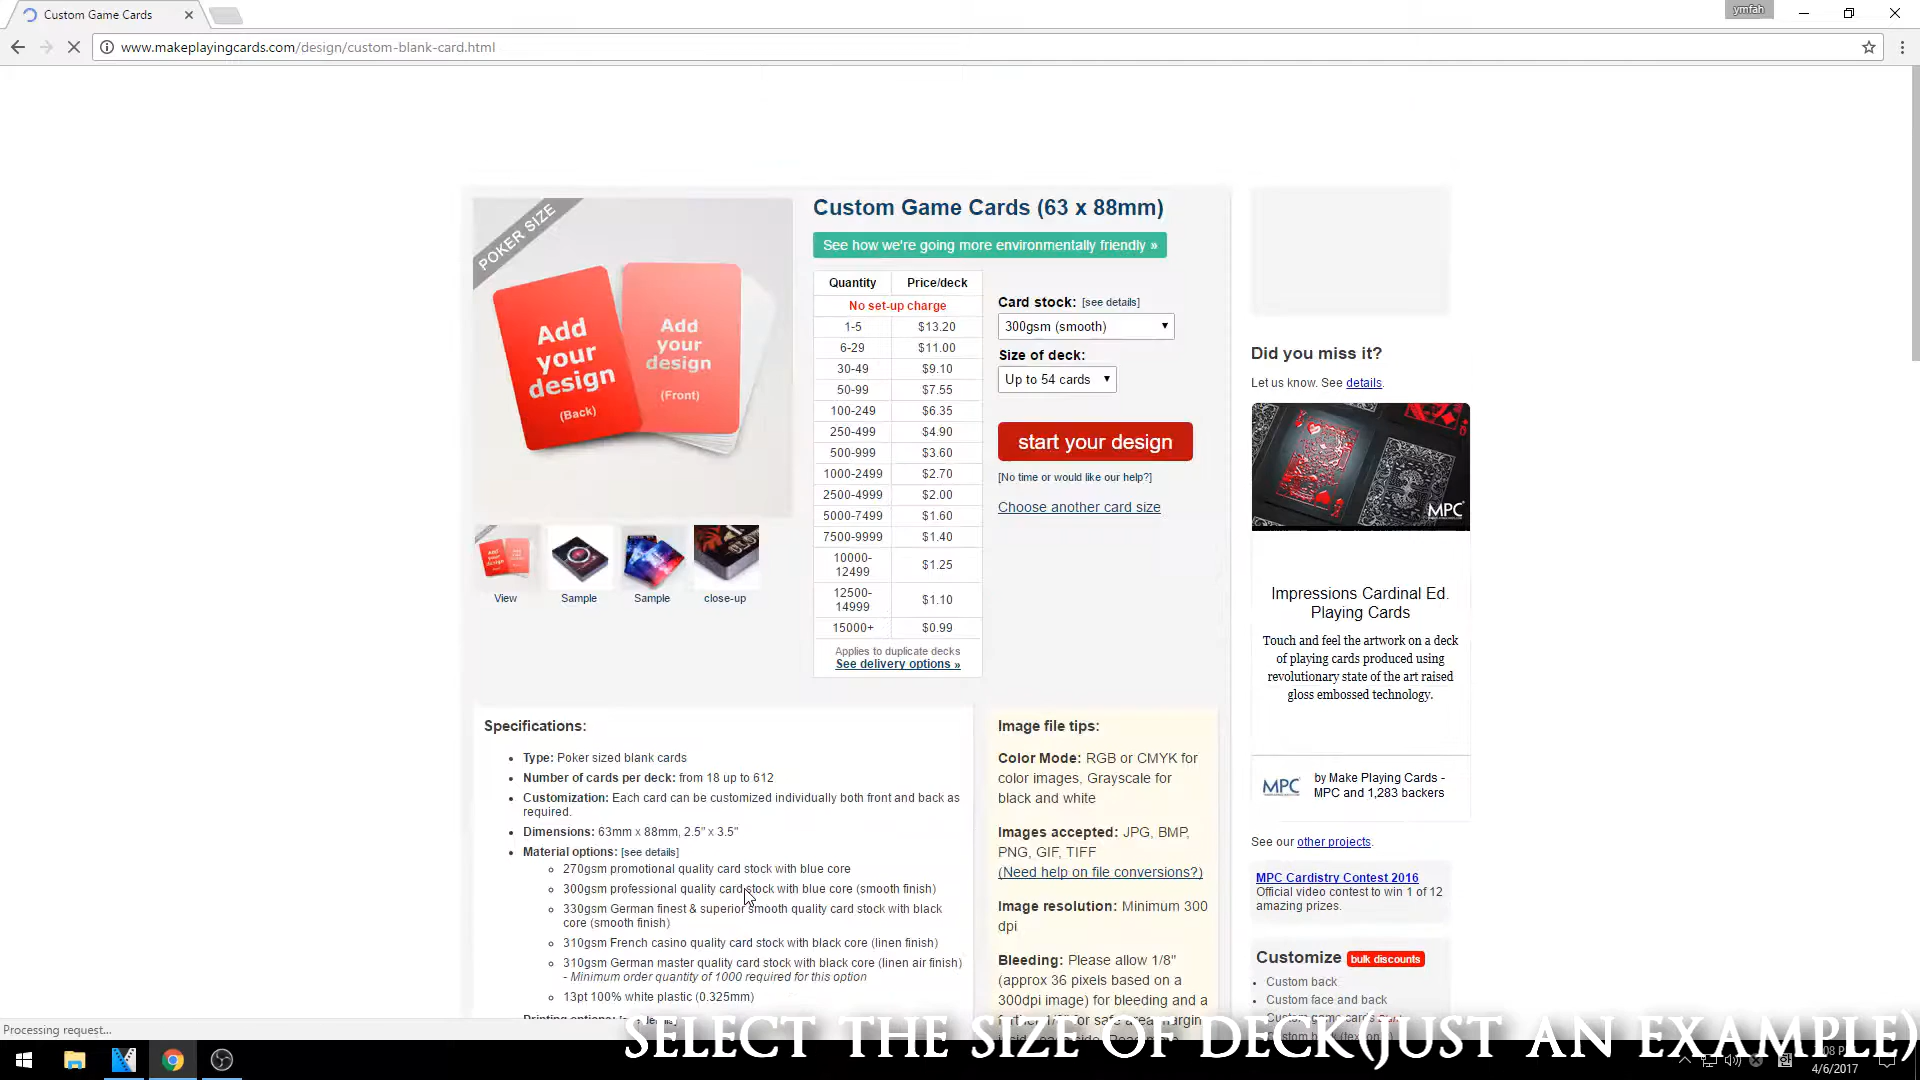 Custom Game Cards
ymfah
www.makeplayingcards.com/design/custom-blank-card.html
POKER SIZE
Add
your
design
(Back)
Add
your
design
(Front)
View
Sample
Sample
close-up
Custom Game Cards (63 x 88mm)
See how we're going more environmentally friendly »
Quantity Price/deck
No set-up charge
1-5 $13.20
6-29 $11.00
30-49 $9.10
50-99 $7.55
100-249 $6.35
250-499 $4.90
500-999 $3.60
1000-2499 $2.70
2500-4999 $2.00
5000-7499 $1.60
7500-9999 $1.40
10000-
12499 $1.25
12500-
14999 $1.10
15000+ $0.99
Applies to duplicate decks
See delivery options »
Card stock: [see details]
300gsm (smooth)
Size of deck:
Up to 54 cards
start your design
[No time or would like our help?]
Choose another card size
Specifications:
• Type: Poker sized blank cards
• Number of cards per deck: from 18 up to 612
• Customization: Each card can be customized individually both front and back as
required.
• Dimensions: 63mm x 88mm, 2.5" x 3.5"
• Material options: [see details]
270gsm promotional quality card stock with blue core
300gsm professional quality card stock with blue core (smooth finish)
330gsm German finest & superior smooth quality card stock with black
core (smooth finish)
310gsm French casino quality card stock with black core (linen finish)
310gsm German master quality card stock with black core (linen air finish)
- Minimum order quantity of 1000 required for this option
13pt 100% white plastic (0.325mm)
Image file tips:
Color Mode: RGB or CMYK for
color images, Grayscale for
black and white
Images accepted: JPG, BMP,
PNG, GIF, TIFF
(Need help on file conversions?)
Image resolution: Minimum 300
dpi
Bleeding: Please allow 1/8"
(approx 36 pixels based on a
300dpi image) for bleeding and a
Did you miss it?
Let us know. See details.
MPC
Impressions Cardinal Ed.
Playing Cards
Touch and feel the artwork on a deck
of playing cards produced using
revolutionary state of the art raised
gloss embossed technology.
MPC
by Make Playing Cards -
MPC and 1,283 backers
See our other projects.
MPC Cardistry Contest 2016
Official video contest to win 1 of 12
amazing prizes.
Customize bulk discounts
• Custom back
• Custom face and back
Processing request...
SELECT THE SIZE OF DECK(JUST AN EXAMPLE)
4/6/2017